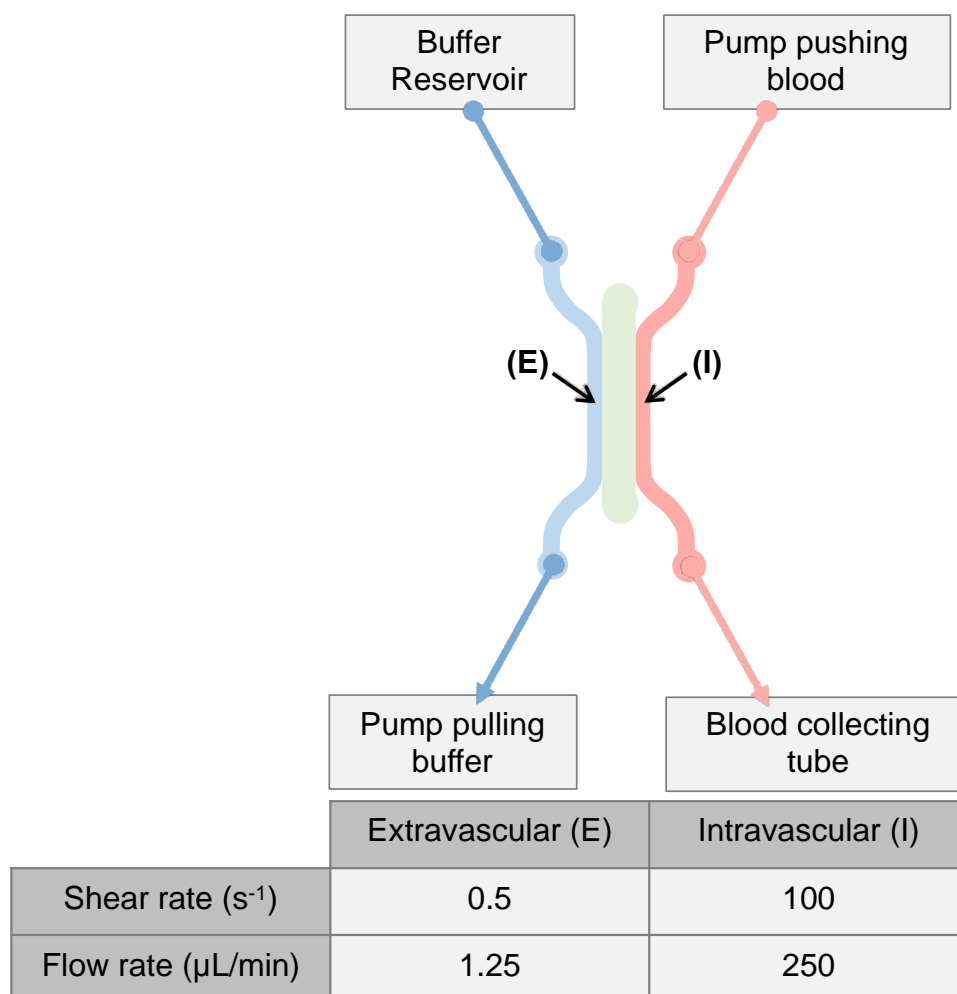 Buffer
Reservoir
Pump pushing
blood
(E)
(I)
Pump pulling
buffer
Blood collecting
tube
Extravascular (E) Intravascular (I)
Shear rate (s⁻¹) 0.5 100
Flow rate (µL/min) 1.25 250